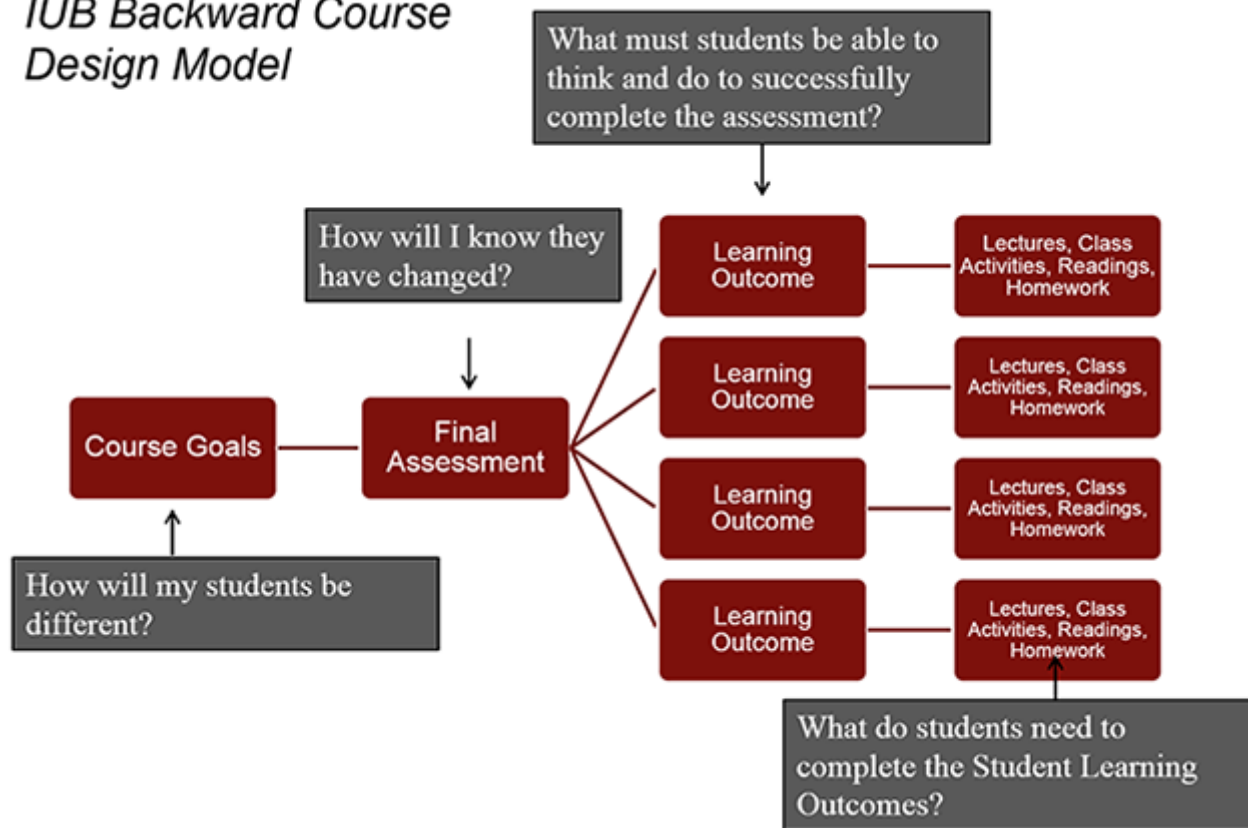 IUB Backward Course
Design Model
What must students be able to
think and do to successfully
complete the assessment?
How will I know they
have changed?
Learning
Outcome
Lectures, Class
Activities, Readings,
Homework
Learning
Outcome
Lectures, Class
Activities, Readings,
Homework
Course Goals
Final
Assessment
Learning
Outcome
Lectures, Class
Activities, Readings,
Homework
How will my students be
different?
Learning
Outcome
Lectures, Class
Activities, Readings,
Homework
What do students need to
complete the Student Learning
Outcomes?